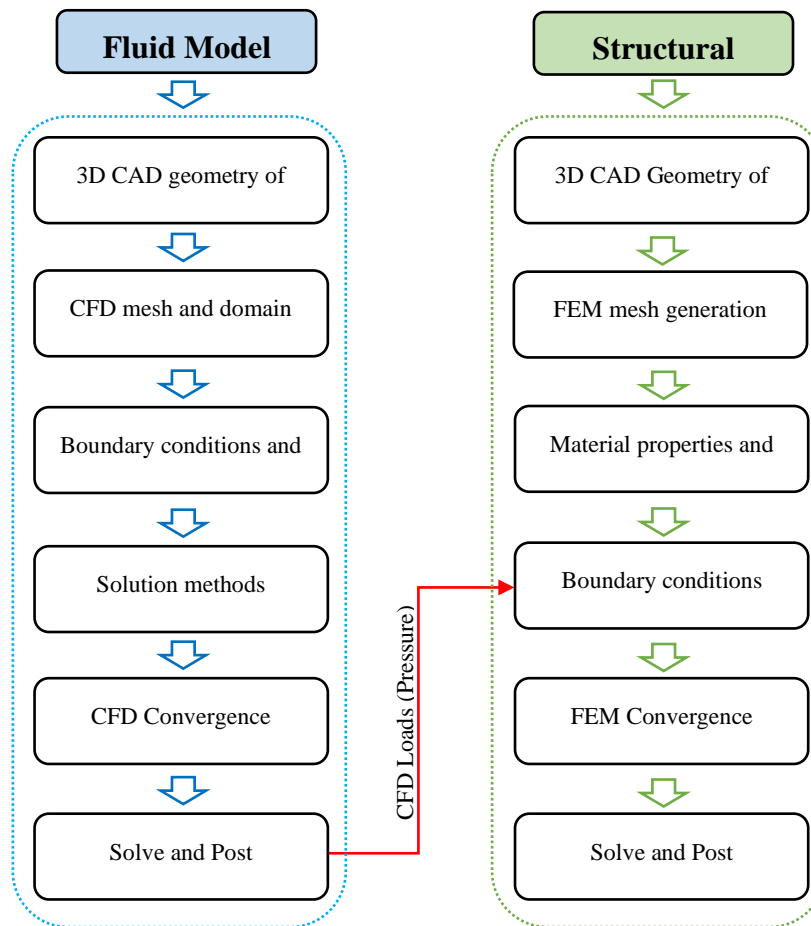 Fluid Model
3D CAD geometry of
CFD mesh and domain
Boundary conditions and
Solution methods
CFD Convergence
Solve and Post
CFD Loads (Pressure)
Structural
3D CAD Geometry of
FEM mesh generation
Material properties and
Boundary conditions
FEM Convergence
Solve and Post